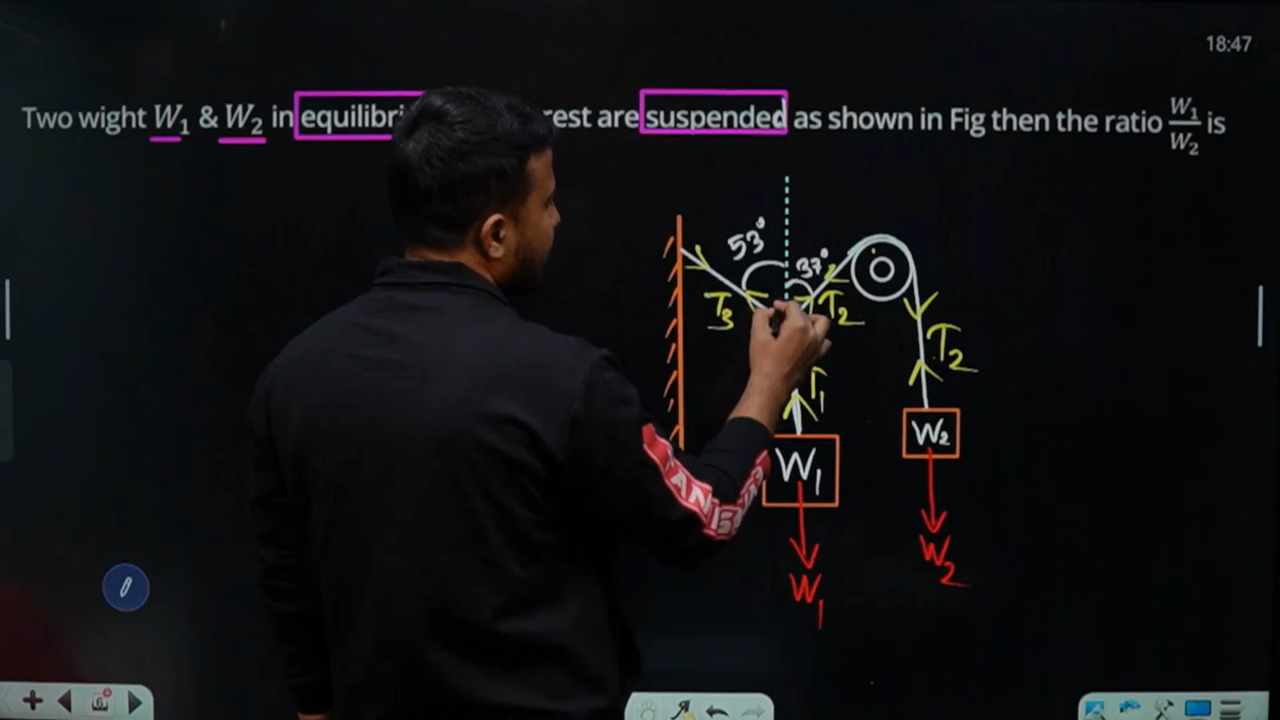 18:47
Two wight W₁ & W₂ in equilibri rest are suspended as shown in Fig then the ratio W₁/W₂ is
53° 37°
T₃ T₂
T₂
T₁
W₂
W₁
W₂
W₁